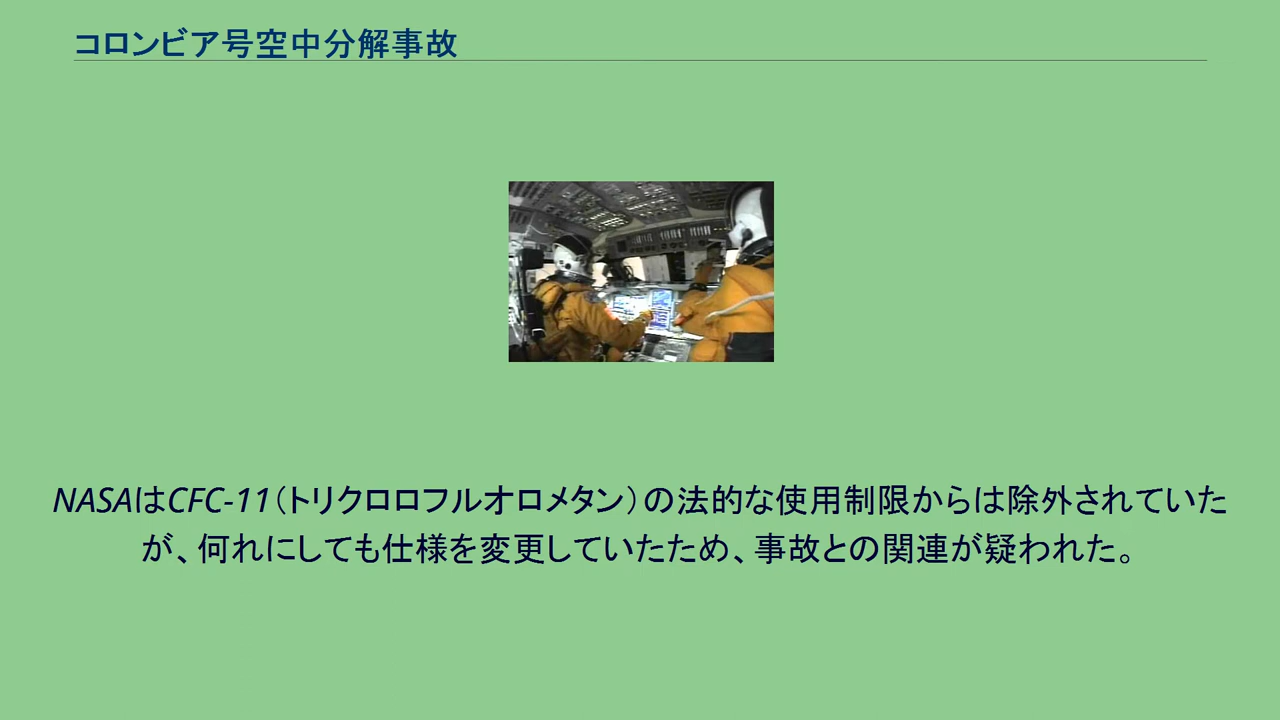 コロンビア号空中分解事故
NASAはCFC-11（トリクロロフルオロメタン）の法的な使用制限からは除外されていた
が、何れにしても仕様を変更していたため、事故との関連が疑われた。